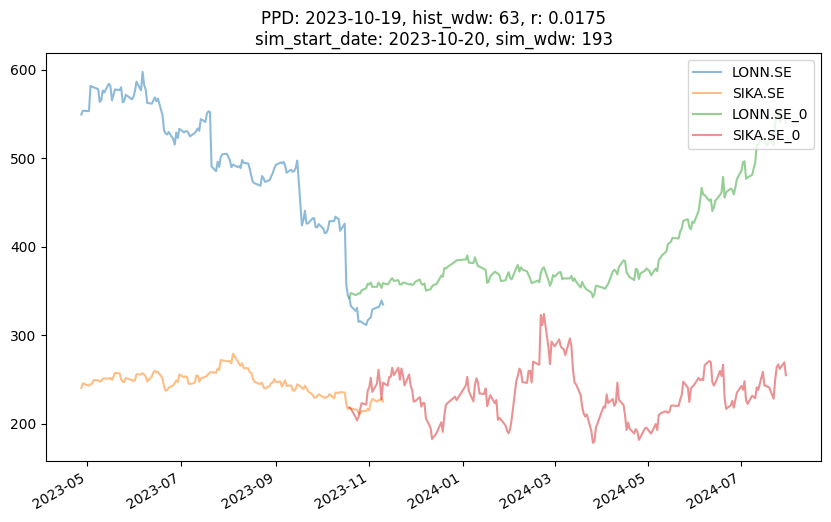 PPD: 2023-10-19, hist_wdw: 63, r: 0.0175
sim_start_date: 2023-10-20, sim_wdw: 193
LONN.SE
SIKA.SE
LONN.SE_0
SIKA.SE_0
600
500
400
300
200
2023-05
2023-07
2023-09
2023-11
2024-01
2024-03
2024-05
2024-07